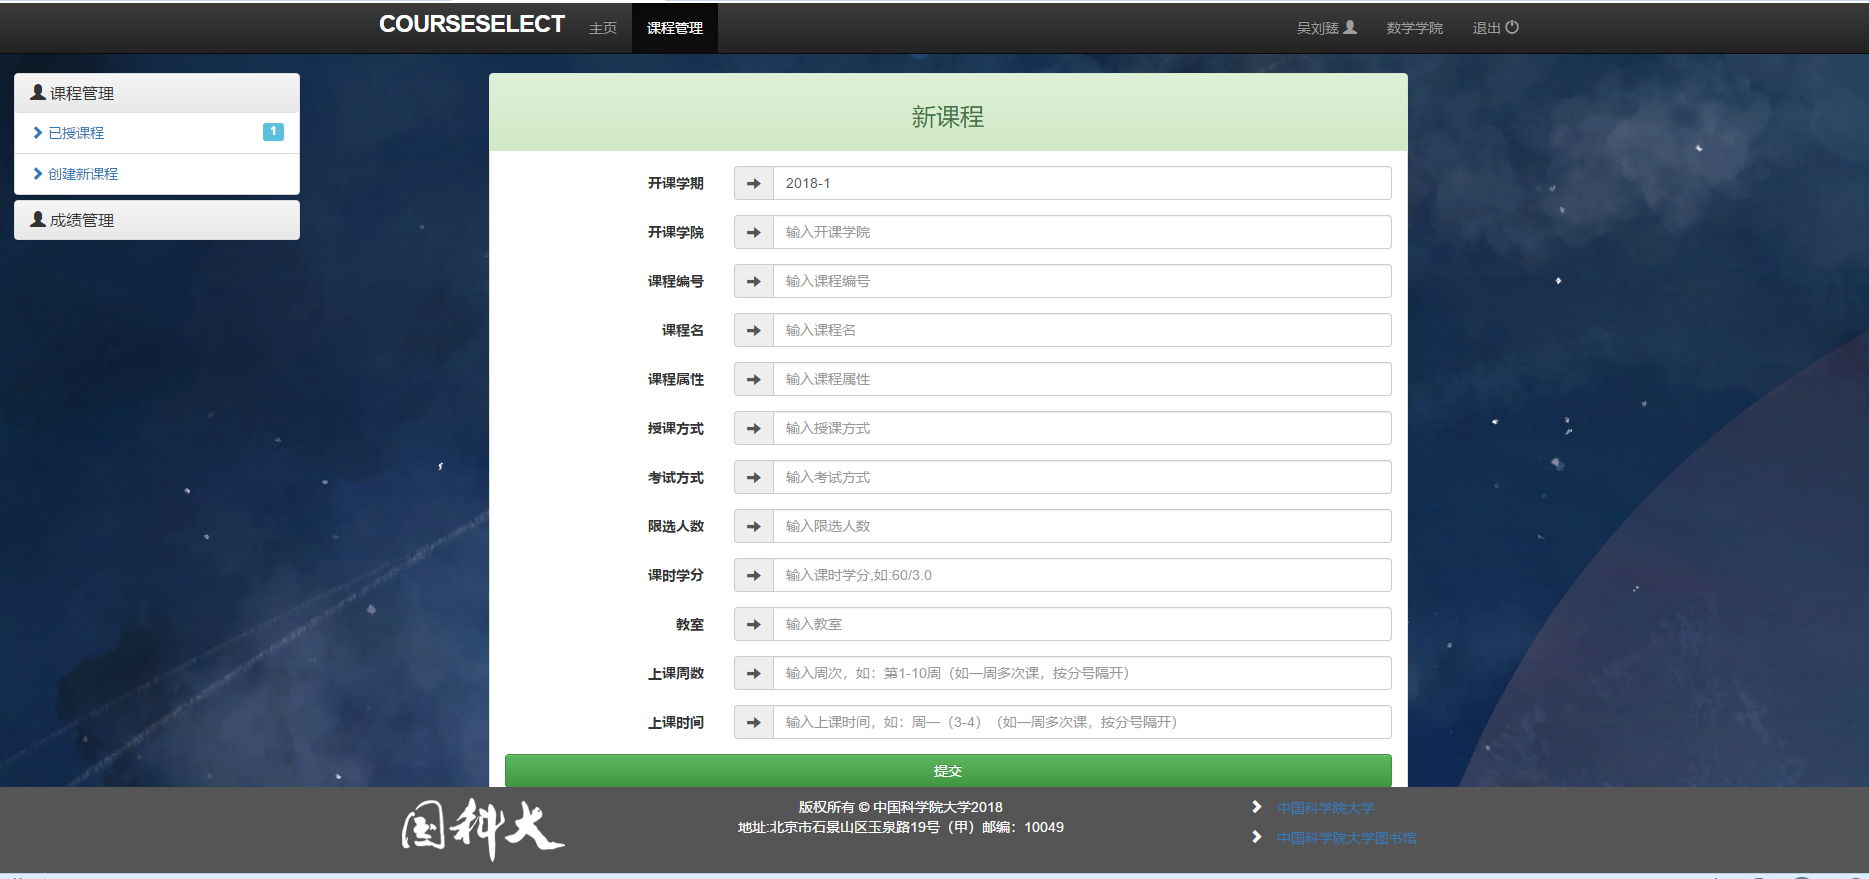 COURSESELECT 主页 课程管理 吴刘臻 数学学院 退出
课程管理
已授课程 1
创建新课程
成绩管理
新课程
开课学期 2018-1
开课学院 输入开课学院
课程编号 输入课程编号
课程名 输入课程名
课程属性 输入课程属性
授课方式 输入授课方式
考试方式 输入考试方式
限选人数 输入限选人数
课时学分 输入课时学分,如:60/3.0
教室 输入教室
上课周数 输入周次，如：第1-10周（如一周多次课，按分号隔开）
上课时间 输入上课时间，如：周一（3-4）（如一周多次课，按分号隔开）
提交
国科大
版权所有 © 中国科学院大学2018
地址:北京市石景山区玉泉路19号（甲）邮编：10049
中国科学院大学
中国科学院大学图书馆